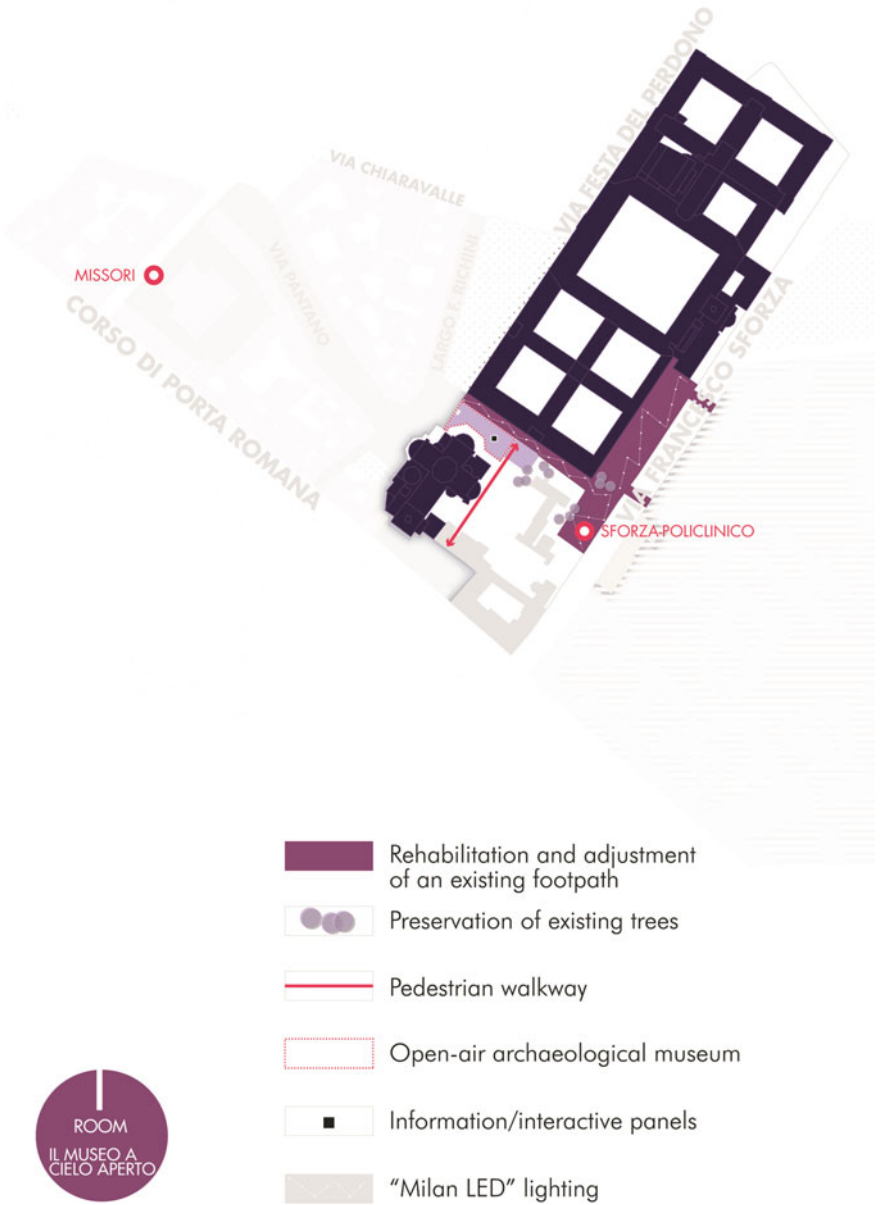 VIA FESTA DEL PERDONO
VIA CHIARAVALLE
VIA PANTANO
LARGO F. RICHINI
MISSORI
CORSO DI PORTA ROMANA
VIA FRANCESCO SFORZA
SFORZA-POLICLINICO
Rehabilitation and adjustment
of an existing footpath
Preservation of existing trees
Pedestrian walkway
Open-air archaeological museum
Information/interactive panels
"Milan LED" lighting
ROOM
IL MUSEO A
CIELO APERTO